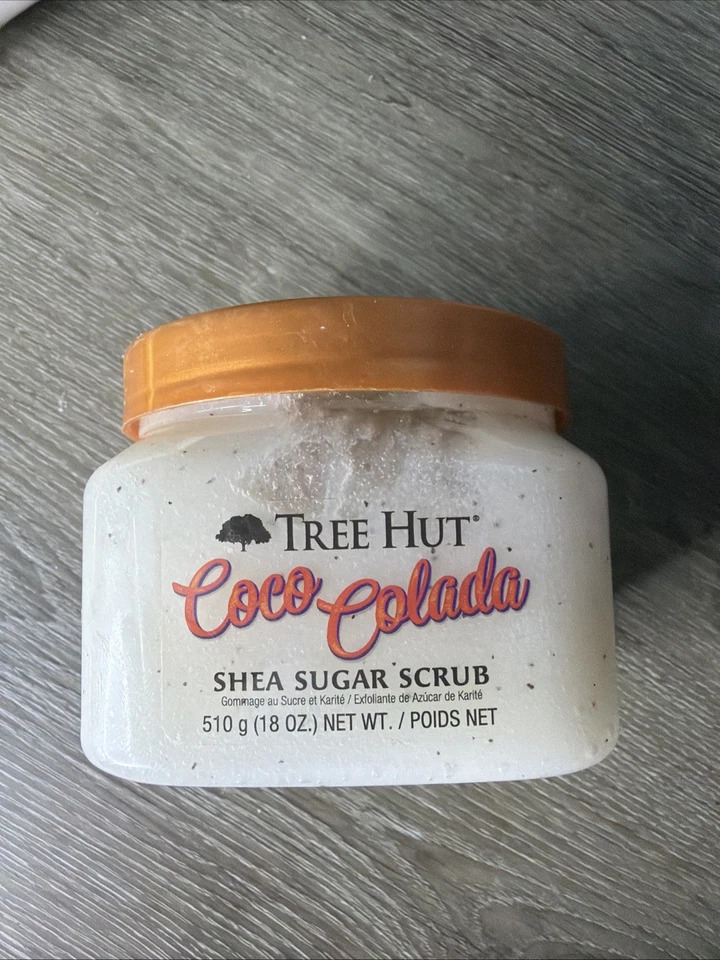 TREE HUT®
Coco Colada
SHEA SUGAR SCRUB
Gommage au Sucre et Karité / Exfoliante de Azúcar de Karité
510 g (18 OZ.) NET WT. / POIDS NET